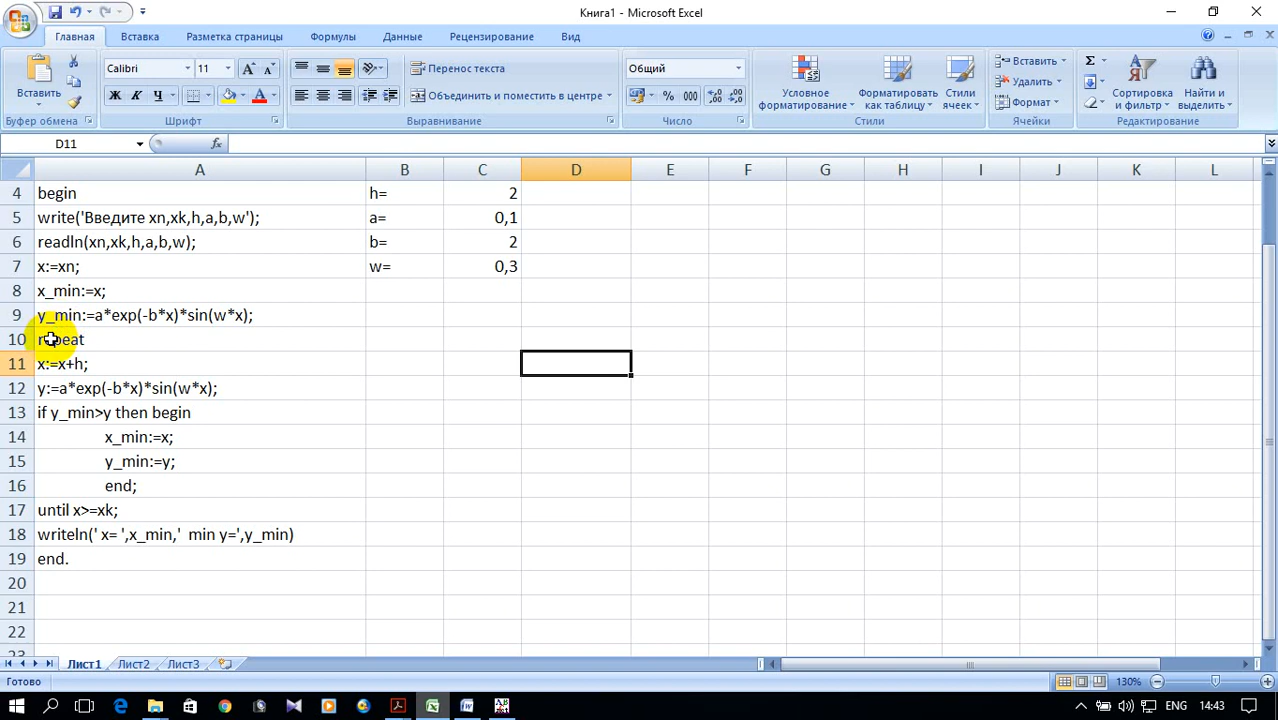 Книга1 - Microsoft Excel
Главная Вставка Разметка страницы Формулы Данные Рецензирование Вид
Вставить
Calibri 11
Ж К Ч
Перенос текста
Объединить и поместить в центре
Общий
% 000
Условное форматирование
Форматировать как таблицу
Стили ячеек
Вставить
Удалить
Формат
Σ
Сортировка и фильтр
Найти и выделить
Буфер обмена Шрифт Выравнивание Число Стили Ячейки Редактирование
D11 fx
A B C D E F G H I J K L
4 begin h= 2
5 write('Введите xn,xk,h,a,b,w'); a= 0,1
6 readln(xn,xk,h,a,b,w); b= 2
7 x:=xn; w= 0,3
8 x_min:=x;
9 y_min:=a*exp(-b*x)*sin(w*x);
10 repeat
11 x:=x+h;
12 y:=a*exp(-b*x)*sin(w*x);
13 if y_min>y then begin
14 x_min:=x;
15 y_min:=y;
16 end;
17 until x>=xk;
18 writeln(' x= ',x_min,'  min y=',y_min)
19 end.
20
21
22
23
Лист1 Лист2 Лист3
Готово 130%
ENG 14:43